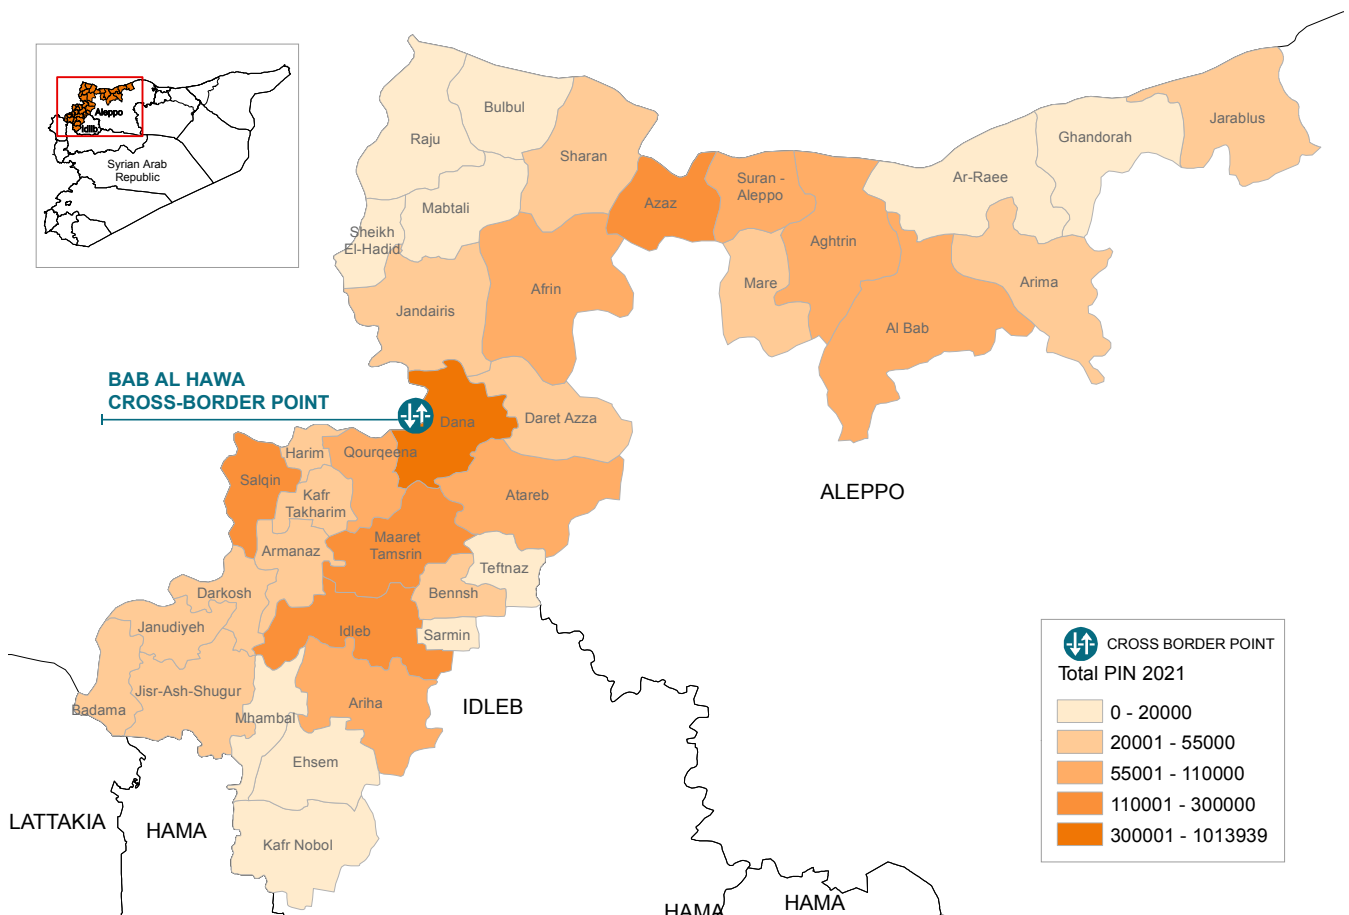 Aleppo
Idlib
Syrian Arab
Republic
Bulbul
Raju
Sharan
Mabtali
Sheikh
El-Hadid
Azaz
Suran -
Aleppo
Ar-Raee
Ghandorah
Jarablus
Aghtrin
Mare
Arima
Afrin
Jandairis
Al Bab
BAB AL HAWA
CROSS-BORDER POINT
Dana
Daret Azza
Harim
Qourqeena
Salqin
Kafr
Takharim
Atareb
ALEPPO
Maaret
Tamsrin
Armanaz
Teftnaz
Darkosh
Bennsh
Janudiyeh
Idleb
Sarmin
Jisr-Ash-Shugur
Badama
Mhambal
Ariha
IDLEB
Ehsem
Kafr Nobol
LATTAKIA
HAMA
HAMA
HAMA
CROSS BORDER POINT
Total PIN 2021
0 - 20000
20001 - 55000
55001 - 110000
110001 - 300000
300001 - 1013939